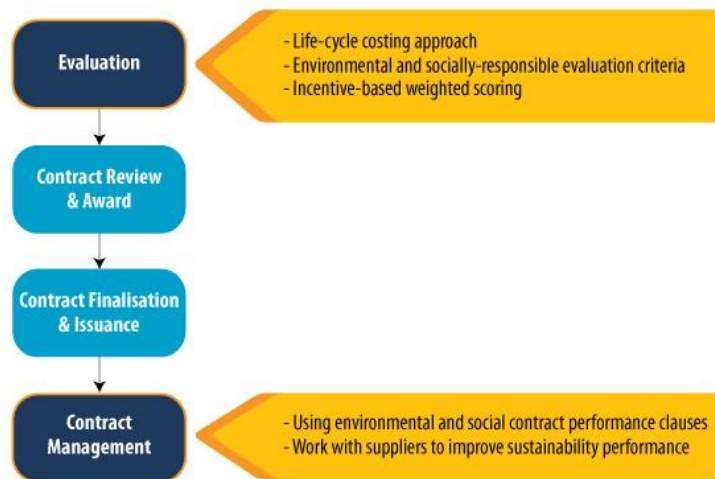 Evaluation
- Life-cycle costing approach
- Environmental and socially-responsible evaluation criteria
- Incentive-based weighted scoring
Contract Review
& Award
Contract Finalisation
& Issuance
Contract
Management
- Using environmental and social contract performance clauses
- Work with suppliers to improve sustainability performance